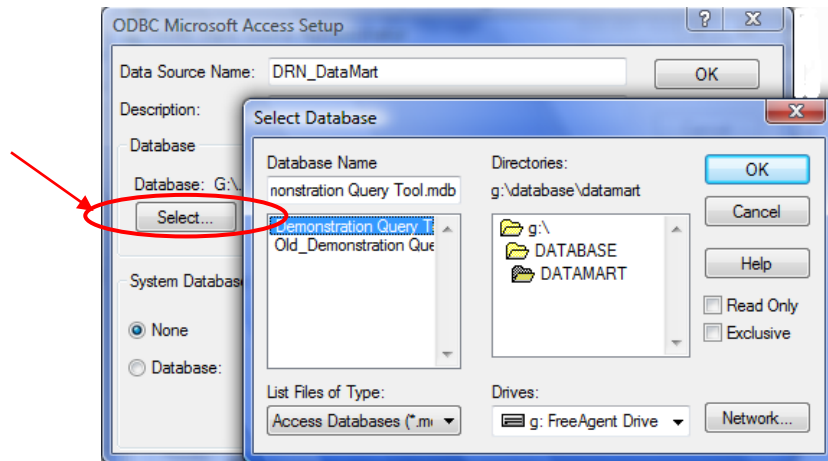 ODBC Microsoft Access Setup
Data Source Name: DRN_DataMart
OK
Description:
Database
Database: G:\.
Select...
System Databas
None
Database:
Select Database
Database Name
nonstration Query Tool.mdb
Demonstration Query T
Old_Demonstration Que
List Files of Type:
Access Databases (*.m
Directories:
g:\database\datamart
g:\
DATABASE
DATAMART
Drives:
g: FreeAgent Drive
OK
Cancel
Help
Read Only
Exclusive
Network...